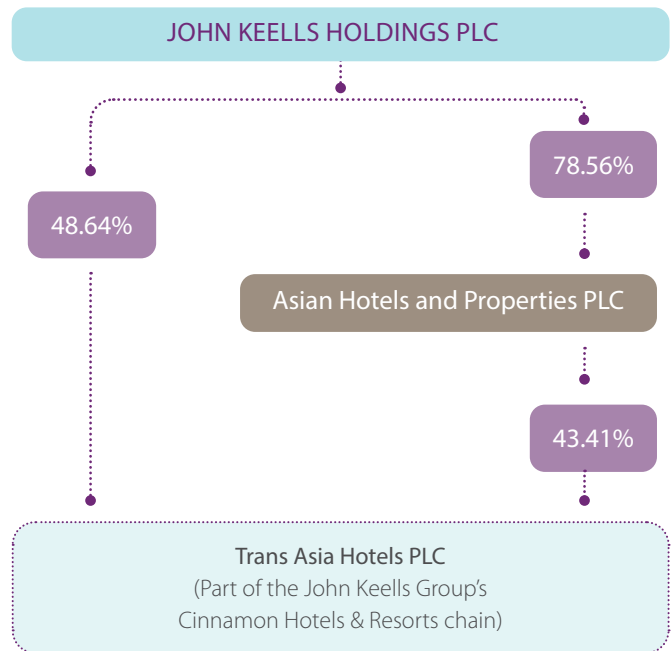 JOHN KEELLS HOLDINGS PLC
78.56%
48.64%
Asian Hotels and Properties PLC
43.41%
Trans Asia Hotels PLC
(Part of the John Keells Group's
Cinnamon Hotels & Resorts chain)